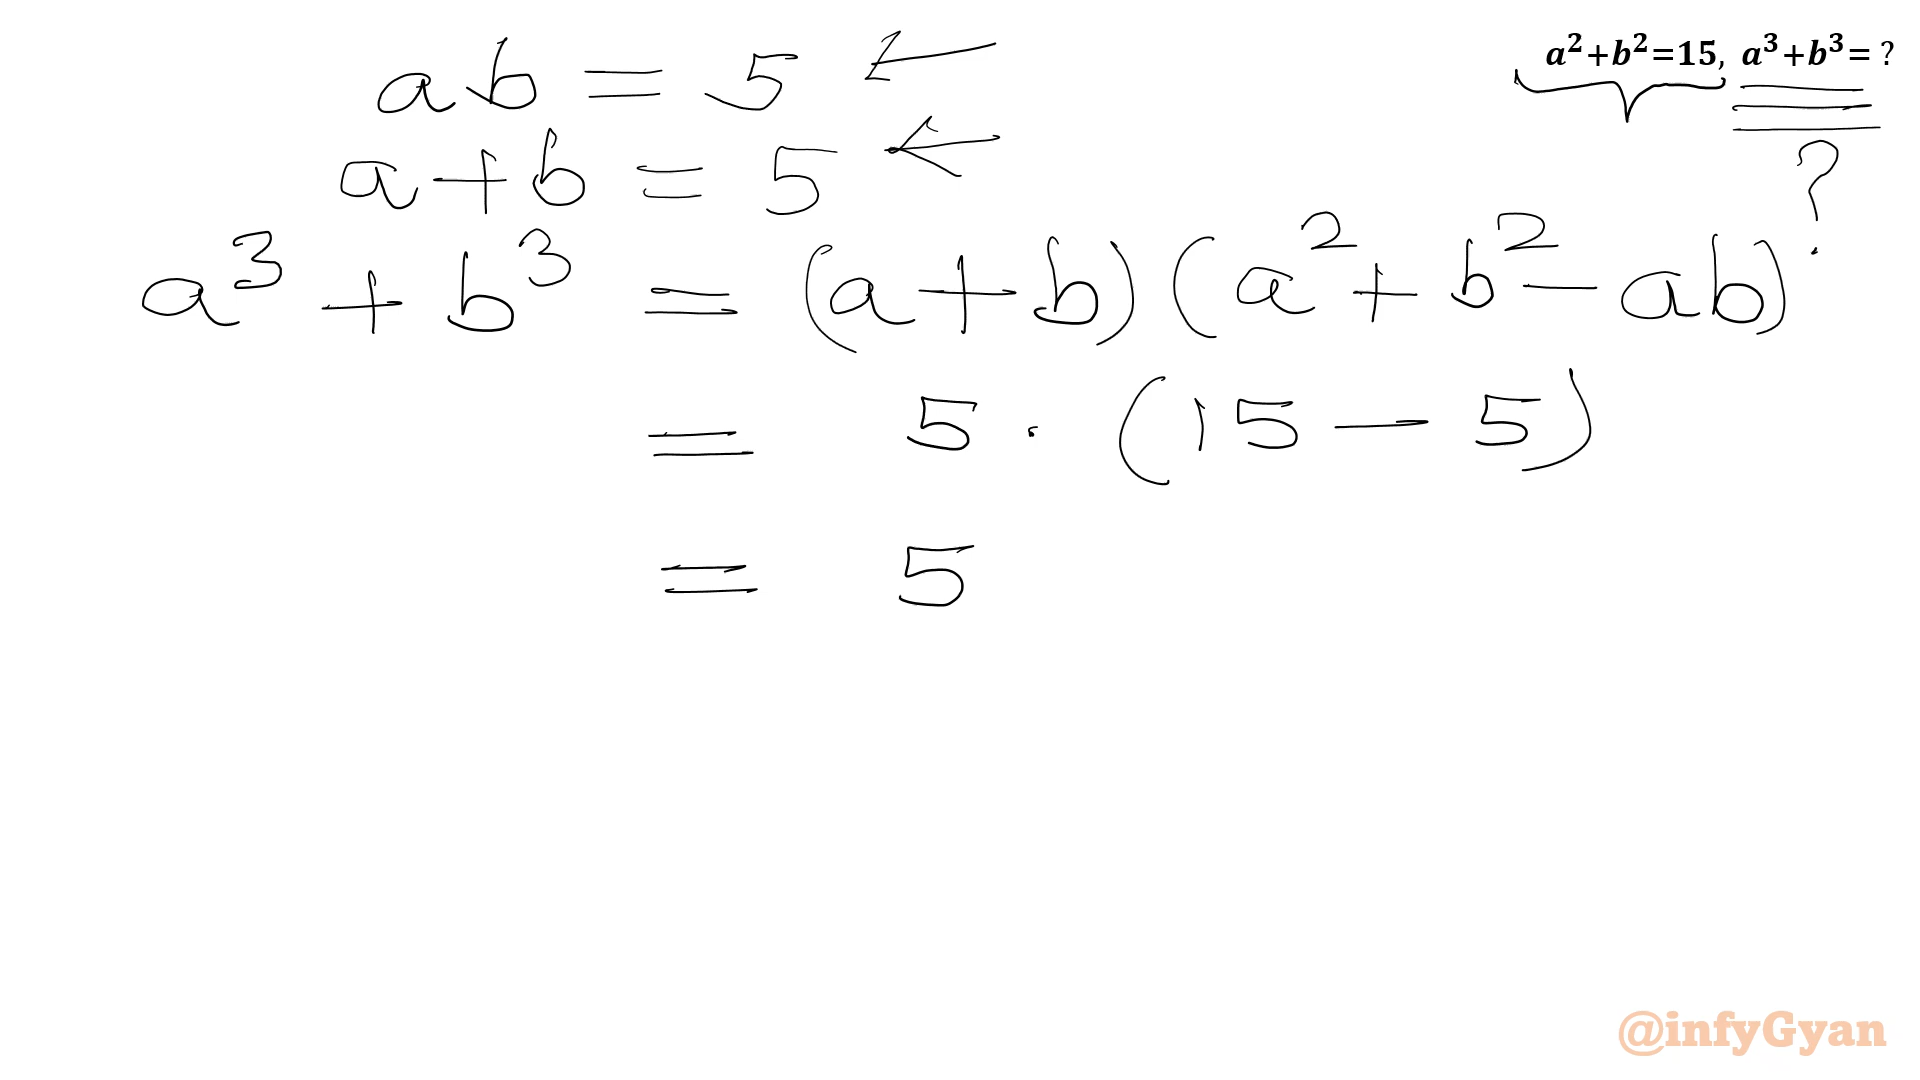 a²+b²=15, a³+b³= ?
?
ab = 5
a+b = 5
a³ + b³ = (a+b)(a²+b²-ab)
= 5 . (15-5)
= 5
@infyGyan